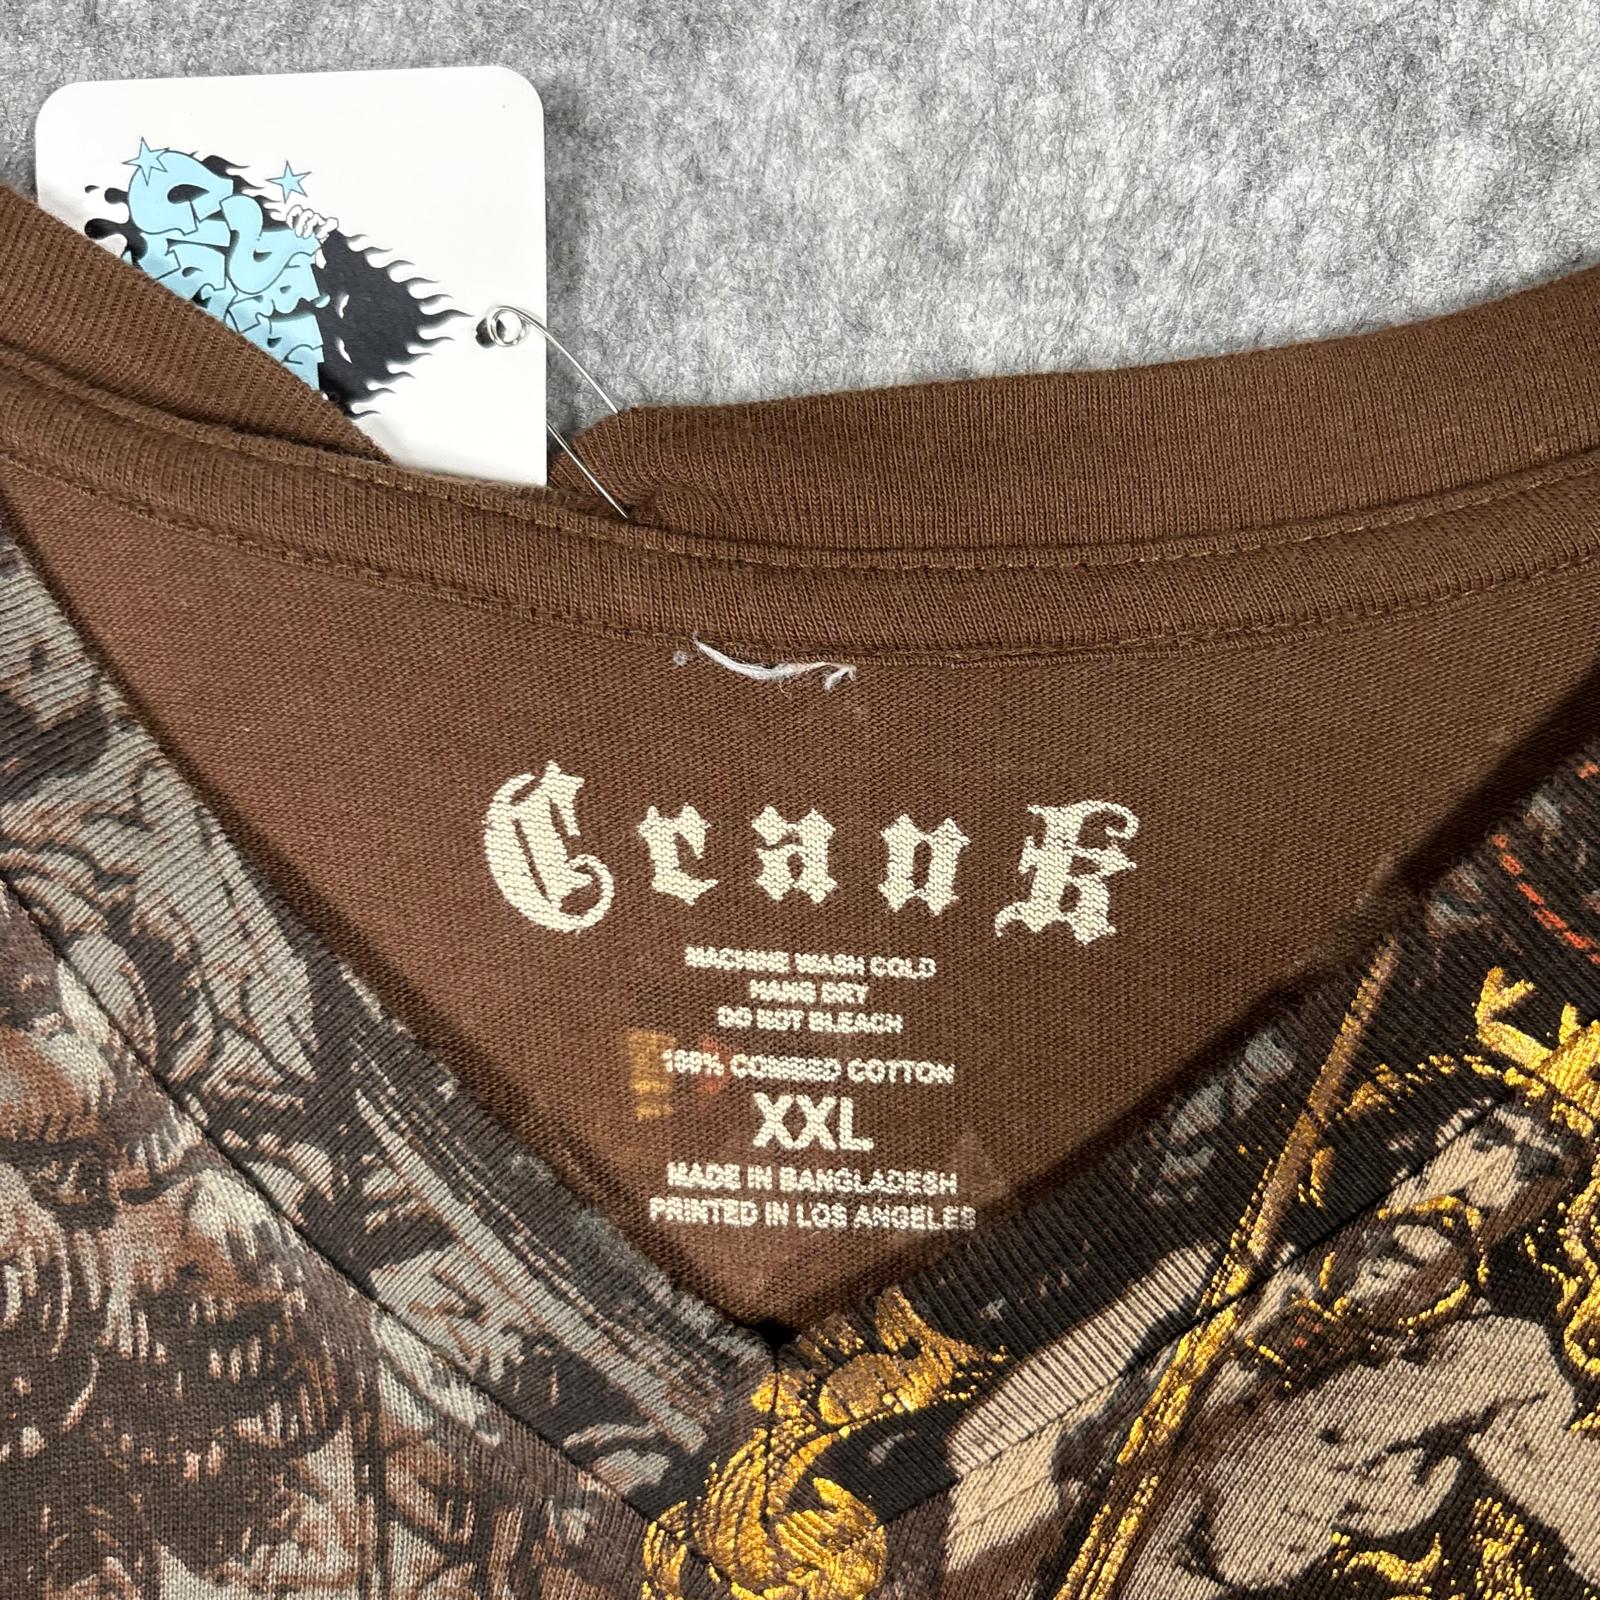 Crank
MACHINE WASH COLD
HANG DRY
DO NOT BLEACH
100% COMBED COTTON
XXL
MADE IN BANGLADESH
PRINTED IN LOS ANGELES